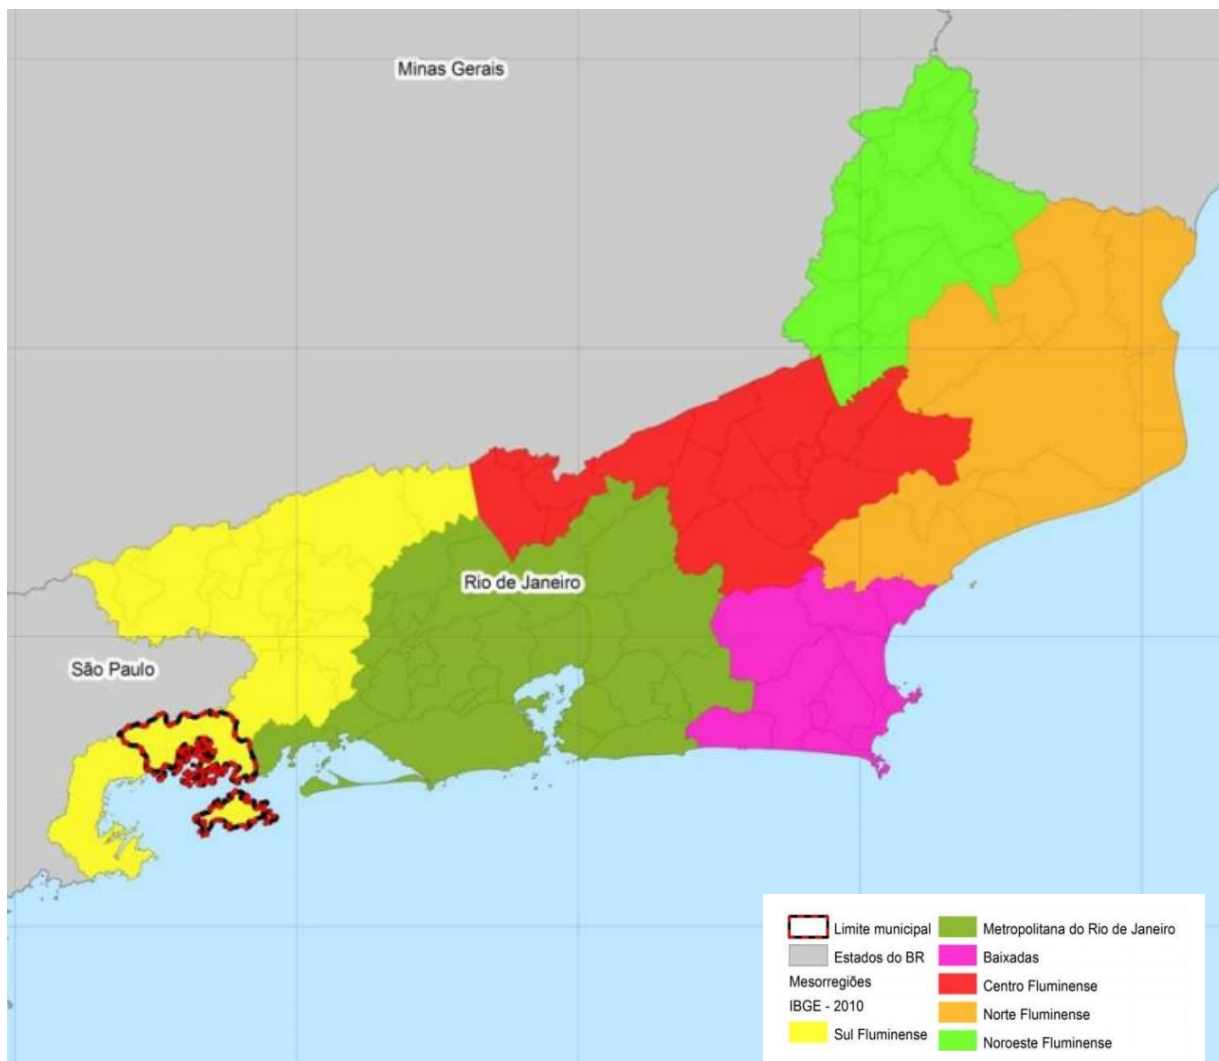 Minas Gerais
Rio de Janeiro
São Paulo
Limite municipal
Estados do BR
Mesorregiões
IBGE - 2010
Sul Fluminense
Metropolitana do Rio de Janeiro
Baixadas
Centro Fluminense
Norte Fluminense
Noroeste Fluminense